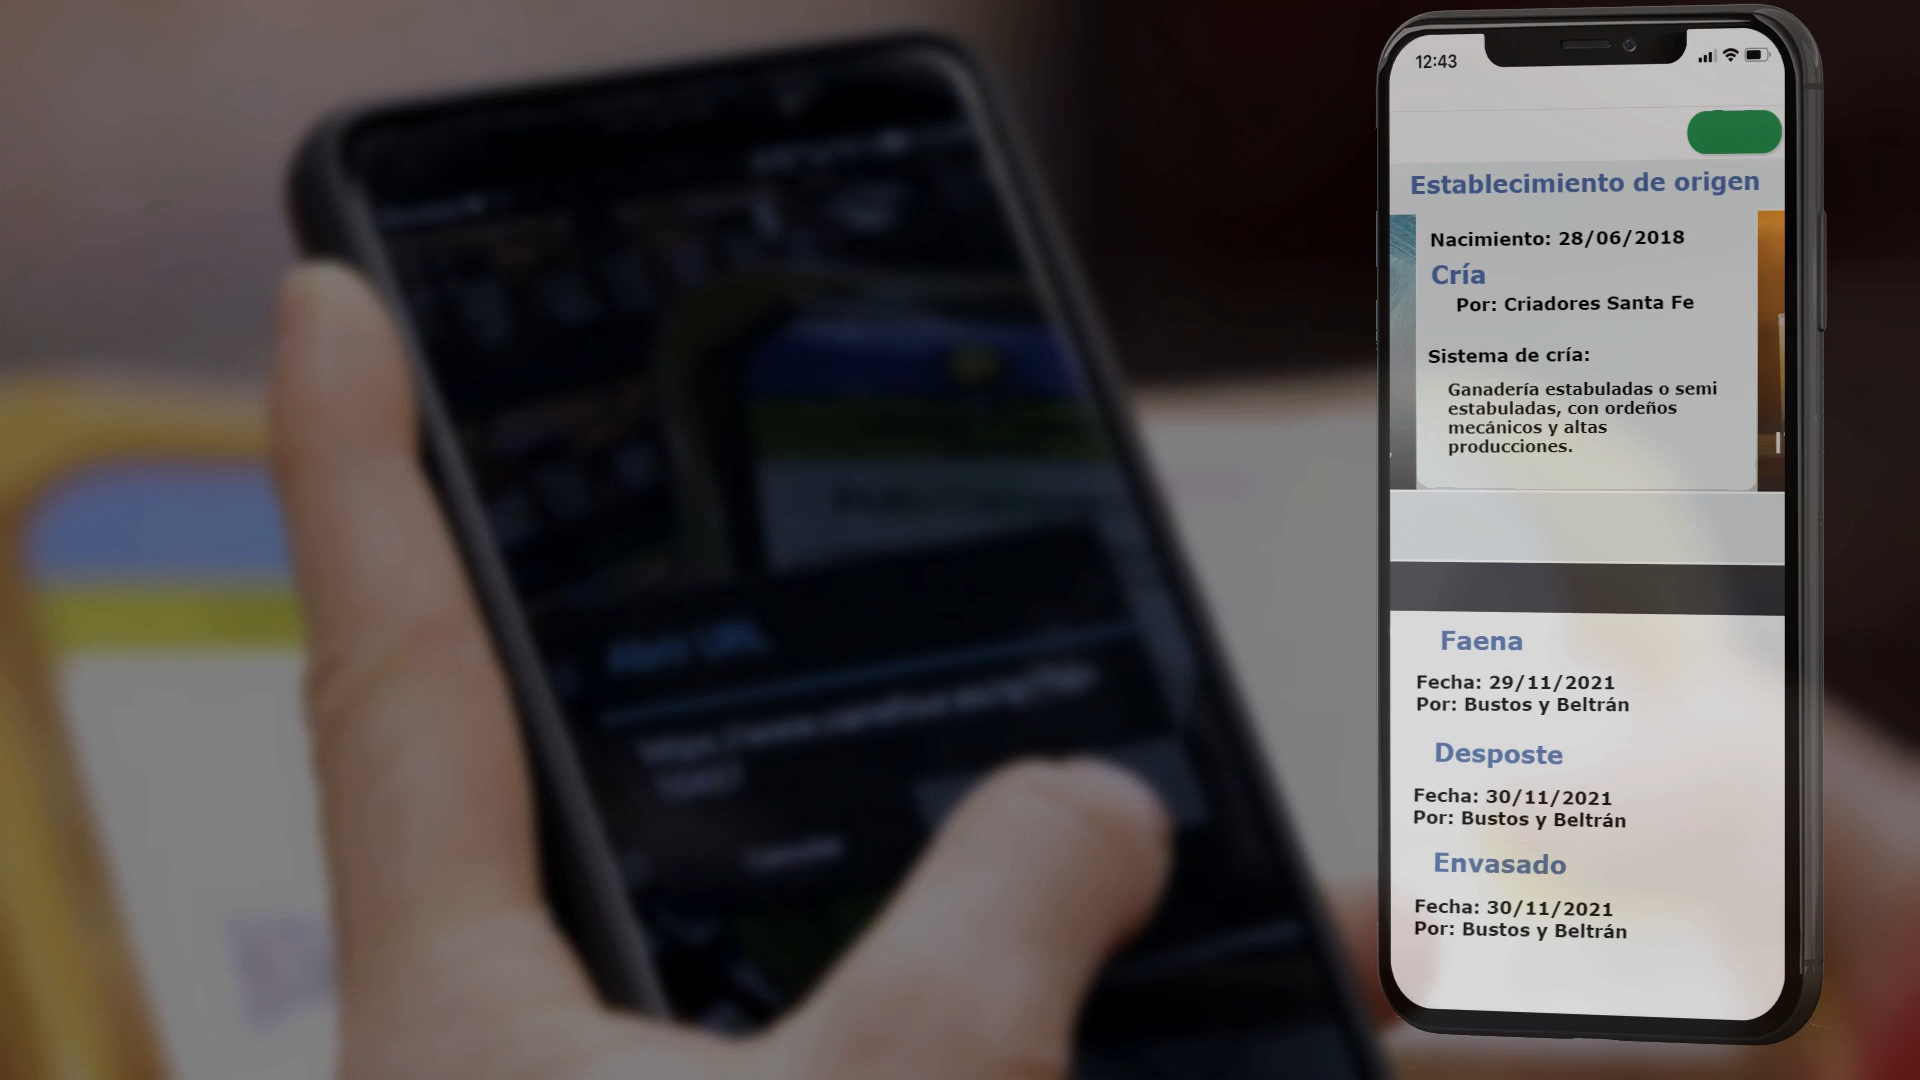 12:43
Establecimiento de origen
Nacimiento: 28/06/2018
Cría
Por: Criadores Santa Fe
Sistema de cría:
Ganadería estabuladas o semi
estabuladas, con ordeños
mecánicos y altas
producciones.
Faena
Fecha: 29/11/2021
Por: Bustos y Beltrán
Desposte
Fecha: 30/11/2021
Por: Bustos y Beltrán
Envasado
Fecha: 30/11/2021
Por: Bustos y Beltrán
Abrir URL